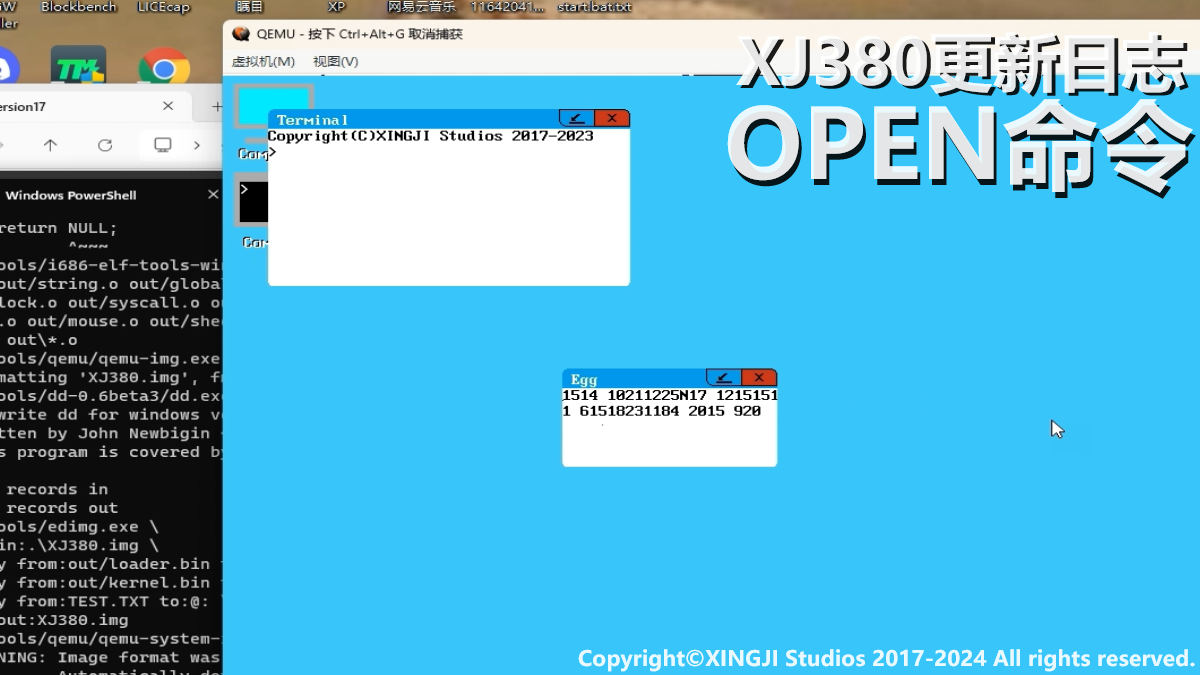 Blockbench
LICEcap
瞩目
XP
网易云音乐
11642041...
start!bat.txt
QEMU - 按下 Ctrl+Alt+G 取消捕获
虚拟机(M) 视图(V)
XJ380更新日志
OPEN命令
ersion17
Terminal
Copyright(C)XINGJI Studios 2017-2023
>
Windows PowerShell
return NULL;
^~~~
ools/i686-elf-tools-wi
out/string.o out/globa
lock.o out/syscall.o
.o out/mouse.o out/she
out\*.o
ools/qemu/qemu-img.exe
matting 'XJ380.img',
ools/dd-0.6beta3/dd.exe
write dd for windows
tten by John Newbigin
s program is covered by
records in
records out
ools/edimg.exe \
in:.\XJ380.img \
y from:out/loader.bin
y from:out/kernel.bin
y from:TEST.TXT to:@:
out:XJ380.img
ools/qemu/qemu-system-
NING: Image format was
Egg
1514 10211225N17 1215151
1 61518231184 2015 920
Copyright©XINGJI Studios 2017-2024 All rights reserved.